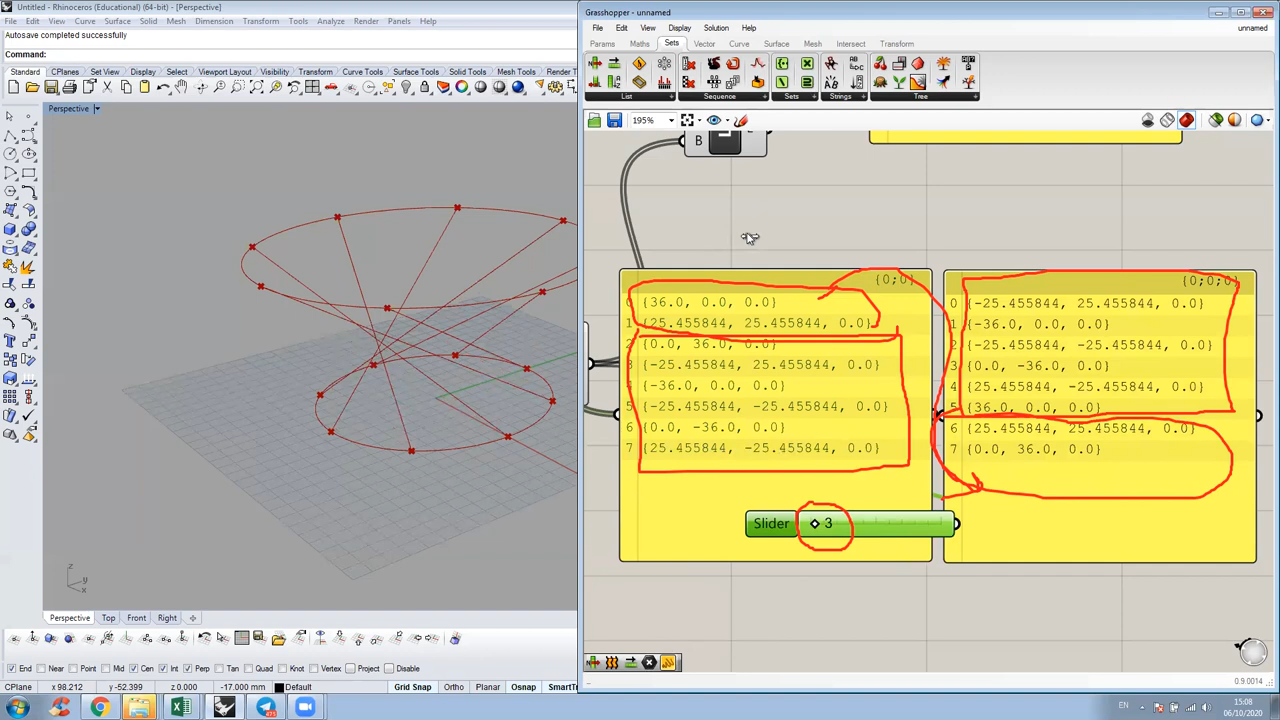 Untitled - Rhinoceros (Educational) (64-bit) - [Perspective]
File Edit View Curve Surface Solid Mesh Dimension Transform Tools Analyze Render Panels Help
Autosave completed successfully
Command:
Standard CPlanes Set View Display Select Viewport Layout Visibility Transform Curve Tools Surface Tools Solid Tools Mesh Tools Render T
Perspective
z
y
x
Perspective Top Front Right
End Near Point Mid Cen Int Perp Tan Quad Knot Vertex Project Disable
CPlane x 98.212 y -52.399 z 0.000 -17.000 mm Default Grid Snap Ortho Planar Osnap SmartTr
Grasshopper - unnamed
File Edit View Display Solution Help unnamed
Params Maths Sets Vector Curve Surface Mesh Intersect Transform
List Sequence Sets Strings Tree
195%
B
{0;0}
0 {36.0, 0.0, 0.0}
1 {25.455844, 25.455844, 0.0}
2 {0.0, 36.0, 0.0}
3 {-25.455844, 25.455844, 0.0}
4 {-36.0, 0.0, 0.0}
5 {-25.455844, -25.455844, 0.0}
6 {0.0, -36.0, 0.0}
7 {25.455844, -25.455844, 0.0}
{0;0;0}
0 {-25.455844, 25.455844, 0.0}
1 {-36.0, 0.0, 0.0}
2 {-25.455844, -25.455844, 0.0}
3 {0.0, -36.0, 0.0}
4 {25.455844, -25.455844, 0.0}
5 {36.0, 0.0, 0.0}
6 {25.455844, 25.455844, 0.0}
7 {0.0, 36.0, 0.0}
Slider 3
0.9.0014
EN
15:08
06/10/2020